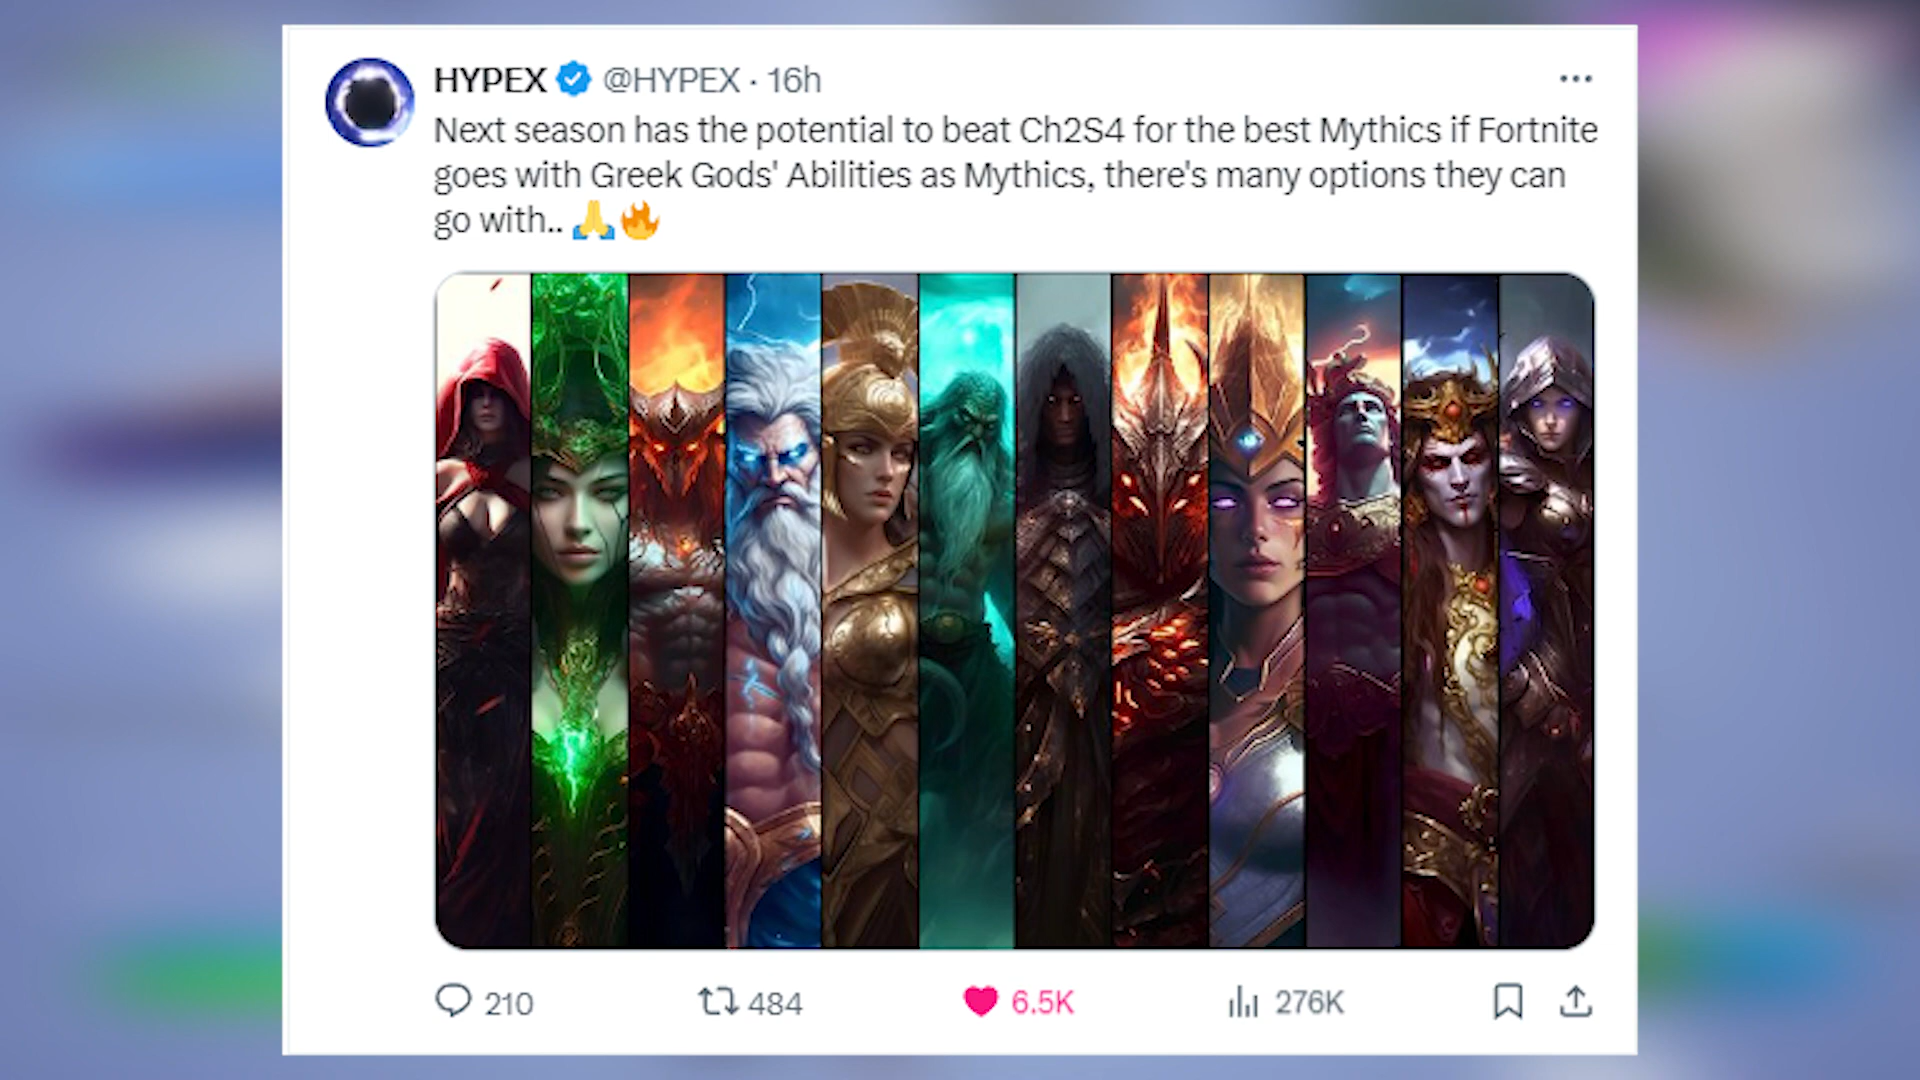 HYPEX @HYPEX · 16h
Next season has the potential to beat Ch2S4 for the best Mythics if Fortnite
goes with Greek Gods' Abilities as Mythics, there's many options they can
go with.. 🙏🔥
210 484 6.5K 276K